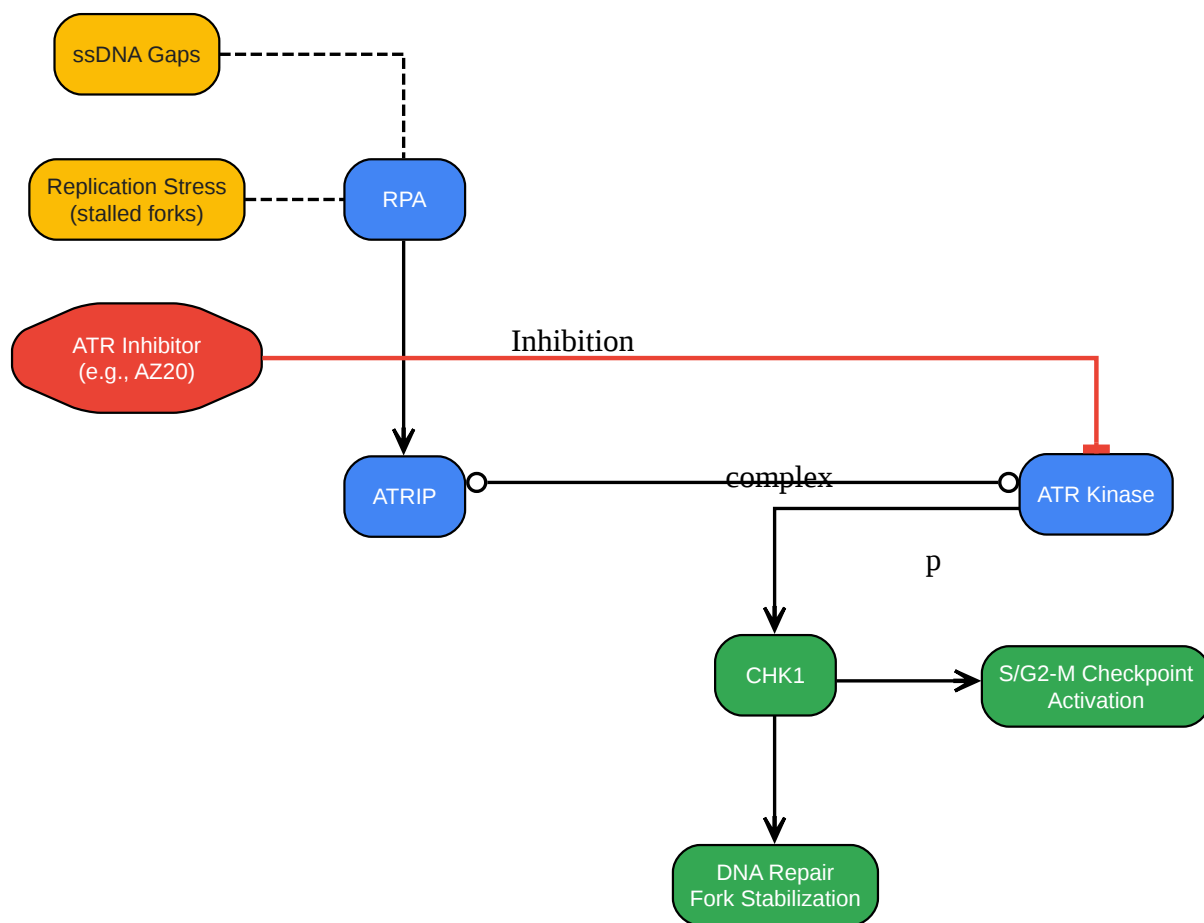 ssDNA Gaps
Replication Stress
(stalled forks)
RPA
ATR Inhibitor
(e.g., AZ20)
Inhibition
ATRIP
complex
ATR Kinase
p
CHK1
S/G2-M Checkpoint
Activation
DNA Repair
Fork Stabilization